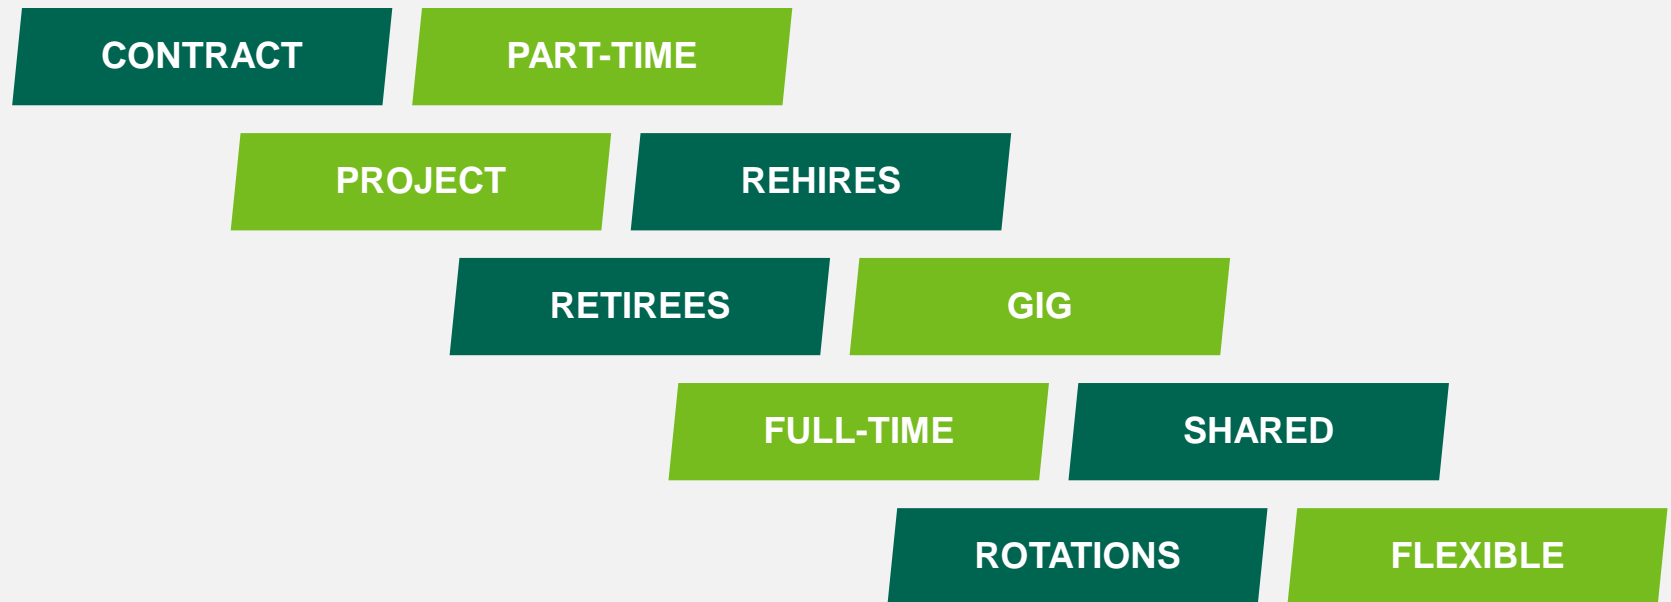 CONTRACT PART-TIME
PROJECT REHIRES
RETIREES GIG
FULL-TIME SHARED
ROTATIONS FLEXIBLE